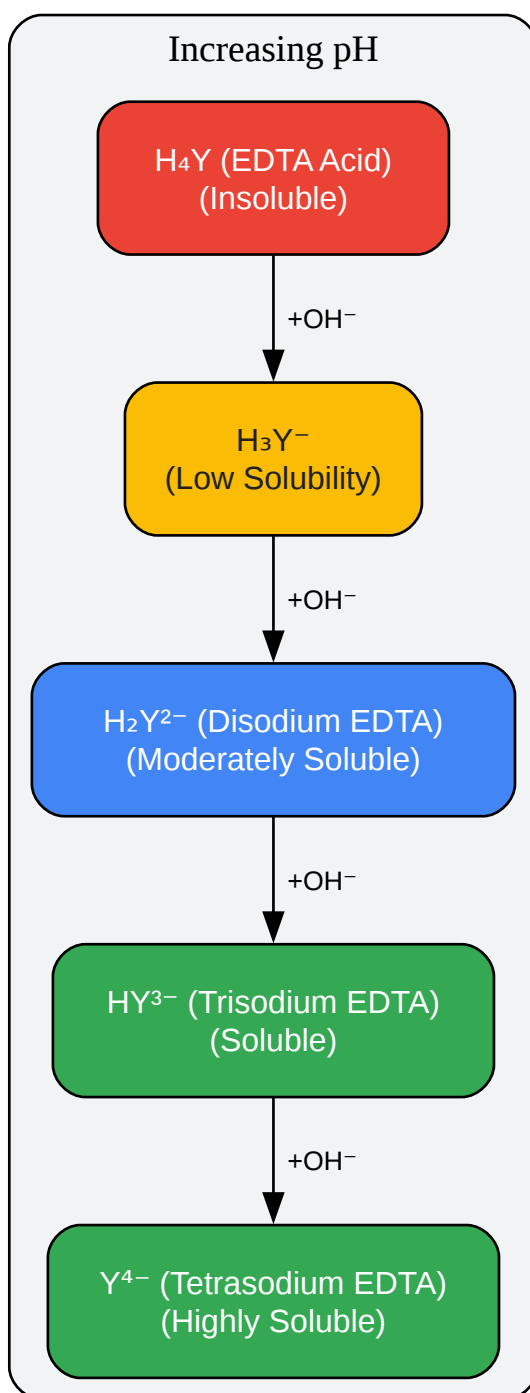 Increasing pH
H₄Y (EDTA Acid)
(Insoluble)
+OH⁻
H₃Y⁻
(Low Solubility)
+OH⁻
H₂Y²⁻ (Disodium EDTA)
(Moderately Soluble)
+OH⁻
HY³⁻ (Trisodium EDTA)
(Soluble)
+OH⁻
Y⁴⁻ (Tetrasodium EDTA)
(Highly Soluble)